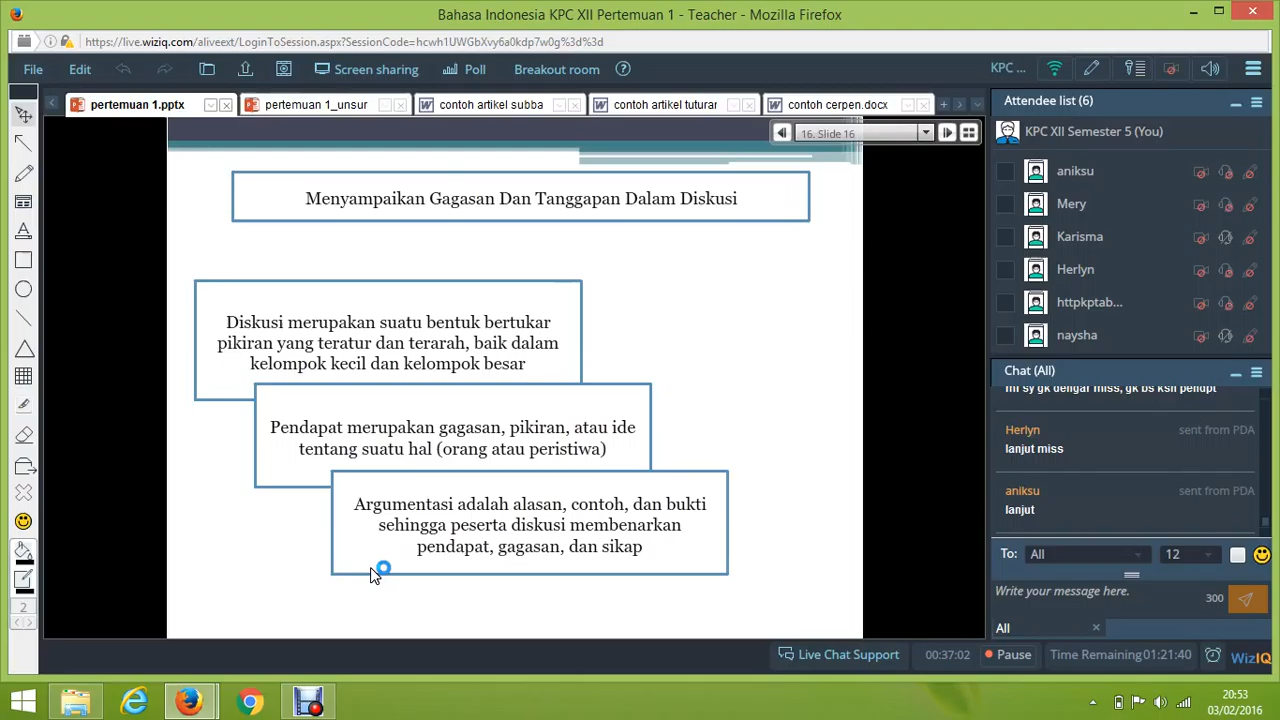 Bahasa Indonesia KPC XII Pertemuan 1 - Teacher - Mozilla Firefox
https://live.wiziq.com/aliveext/LoginToSession.aspx?SessionCode=hcwh1UWGbXvy6a0kdp7w0g%3d%3d
File Edit Screen sharing Poll Breakout room ? KPC ...
pertemuan 1.pptx pertemuan 1_unsur contoh artikel subba contoh artikel tuturar contoh cerpen.docx
16. Slide 16
Menyampaikan Gagasan Dan Tanggapan Dalam Diskusi
Diskusi merupakan suatu bentuk bertukar
pikiran yang teratur dan terarah, baik dalam
kelompok kecil dan kelompok besar
Pendapat merupakan gagasan, pikiran, atau ide
tentang suatu hal (orang atau peristiwa)
Argumentasi adalah alasan, contoh, dan bukti
sehingga peserta diskusi membenarkan
pendapat, gagasan, dan sikap
2
Attendee list (6)
KPC XII Semester 5 (You)
aniksu
Mery
Karisma
Herlyn
httpkptab...
naysha
Chat (All)
Herlyn sent from PDA
lanjut miss
aniksu sent from PDA
lanjut
To: All 12
Write your message here. 300
All
Live Chat Support 00:37:02 Pause Time Remaining 01:21:40 WizIQ
20:53
03/02/2016